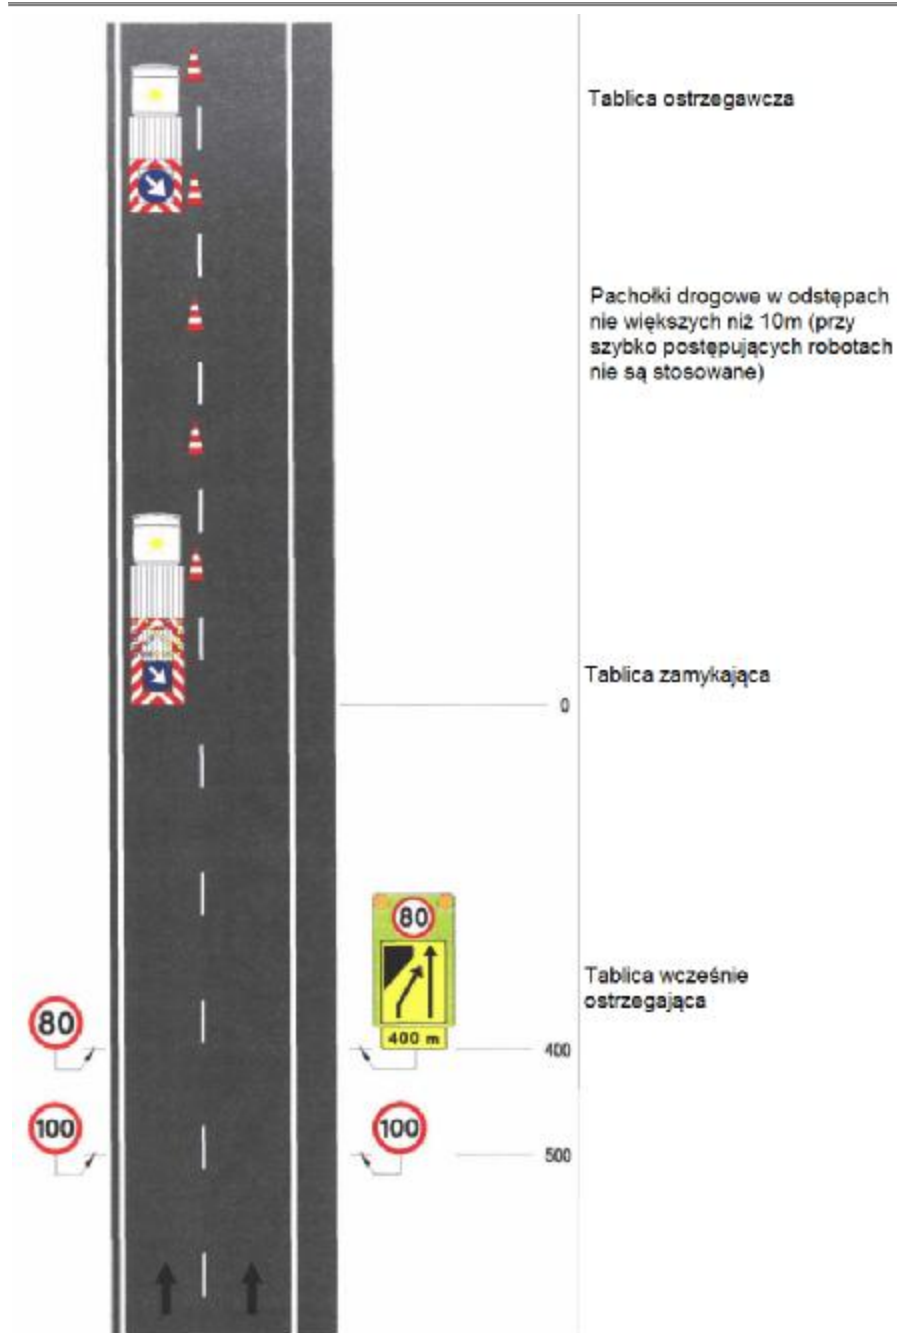 Tablica ostrzegawcza
Pachołki drogowe w odstępach
nie większych niż 10m (przy
szybko postępujących robotach
nie są stosowane)
Tablica zamykająca
0
80
Tablica wcześnie
ostrzegająca
80
400 m
400
100
100
500